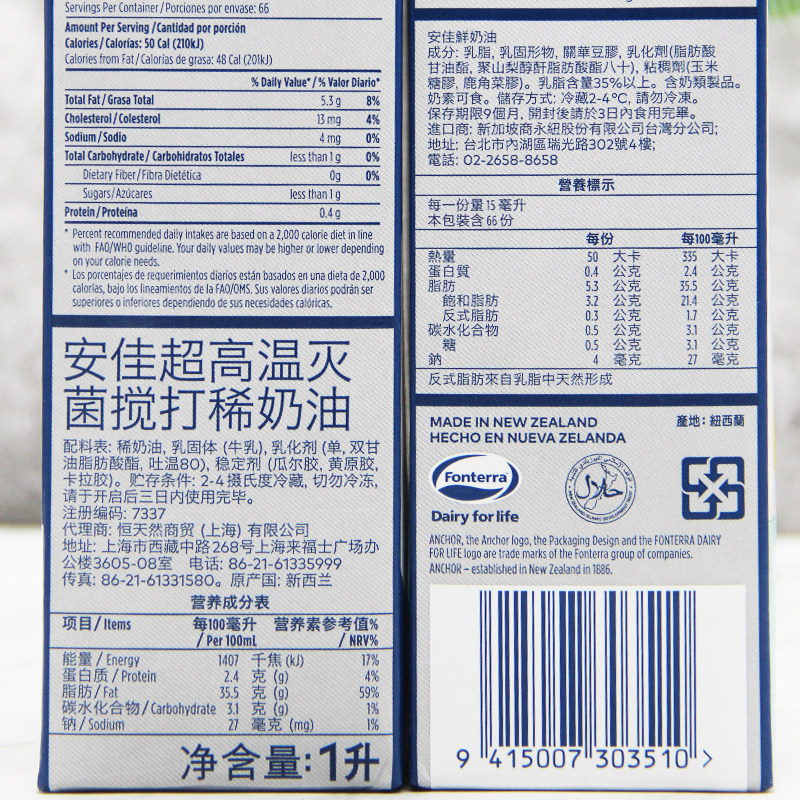 Servings Per Container/Porciones por envase: 66
Amount Per Serving /Cantidad por porción
Calories/Calorías: 50 Cal (210kJ)
Calories from Fat/Calorías de grasa: 48 Cal (201kJ)
% Daily Value*/% Valor Diario*
Total Fat/Grasa Total 5.3 g 8%
Cholesterol/Colesterol 13 mg 4%
Sodium/Sodio 4 mg 0%
Total Carbohydrate/Carbohidratos Totales less than 1 g 0%
Dietary Fiber/Fibra Dietética 0g 0%
Sugars/Azúcares less than 1 g
Protein/Proteína 0.4 g
* Percent recommended daily intakes are based on a 2,000 calorie diet in line
with FAO/WHO guideline. Your daily values may be higher or lower depending
on your calorie needs.
* Los porcentajes de requerimientos diarios están basados en una dieta de 2,000
calorías, bajo los lineamientos de la FAO/OMS. Sus valores diarios podrán ser
superiores o inferiores dependiendo de sus necesidades calóricas.
安佳超高温灭
菌搅打稀奶油
配料表: 稀奶油, 乳固体 (牛乳), 乳化剂 (单, 双甘
油脂肪酸酯, 吐温80), 稳定剂 (瓜尔胶, 黄原胶,
卡拉胶)。贮存条件: 2-4摄氏度冷藏, 切勿冷冻,
请于开启后三日内使用完毕。
注册编码: 7337
代理商: 恒天然商贸 (上海) 有限公司
地址: 上海市西藏中路268号上海来福士广场办
公楼3605-08室 电话: 86-21-61335999
传真: 86-21-61331580。原产国: 新西兰
营养成分表
项目/Items 每100毫升 / Per 100mL 营养素参考值% / NRV%
能量/Energy 1407 千焦 (kJ) 17%
蛋白质/Protein 2.4 克 (g) 4%
脂肪/Fat 35.5 克 (g) 59%
碳水化合物/Carbohydrate 3.1 克 (g) 1%
钠/Sodium 27 毫克 (mg) 1%
净含量:1升
安佳鮮奶油
成分: 乳脂, 乳固形物, 關華豆膠, 乳化劑(脂肪酸
甘油酯, 聚山梨醇酐脂肪酸酯八十), 粘稠劑(玉米
糖膠, 鹿角菜膠)。乳脂含量35%以上。含奶類製品。
奶素可食。儲存方式: 冷藏2-4°C, 請勿冷凍。
保存期限9個月, 開封後請於3日內食用完畢。
進口商: 新加坡商永紐股份有限公司台灣分公司;
地址: 台北市內湖區瑞光路302號4樓;
電話: 02-2658-8658
營養標示
每一份量15毫升
本包裝含66份
每份 每100毫升
熱量 50 大卡 335 大卡
蛋白質 0.4 公克 2.4 公克
脂肪 5.3 公克 35.5 公克
飽和脂肪 3.2 公克 21.4 公克
反式脂肪 0.3 公克 1.7 公克
碳水化合物 0.5 公克 3.1 公克
糖 0.5 公克 3.1 公克
鈉 4 毫克 27 毫克
反式脂肪來自乳脂中天然形成
MADE IN NEW ZEALAND 產地：紐西蘭
HECHO EN NUEVA ZELANDA
Fonterra
Dairy for life
حلال
ANCHOR, the Anchor logo, the Packaging Design and the FONTERRA DAIRY
FOR LIFE logo are trade marks of the Fonterra group of companies.
ANCHOR – established in New Zealand in 1886.
9 415007 303510 >